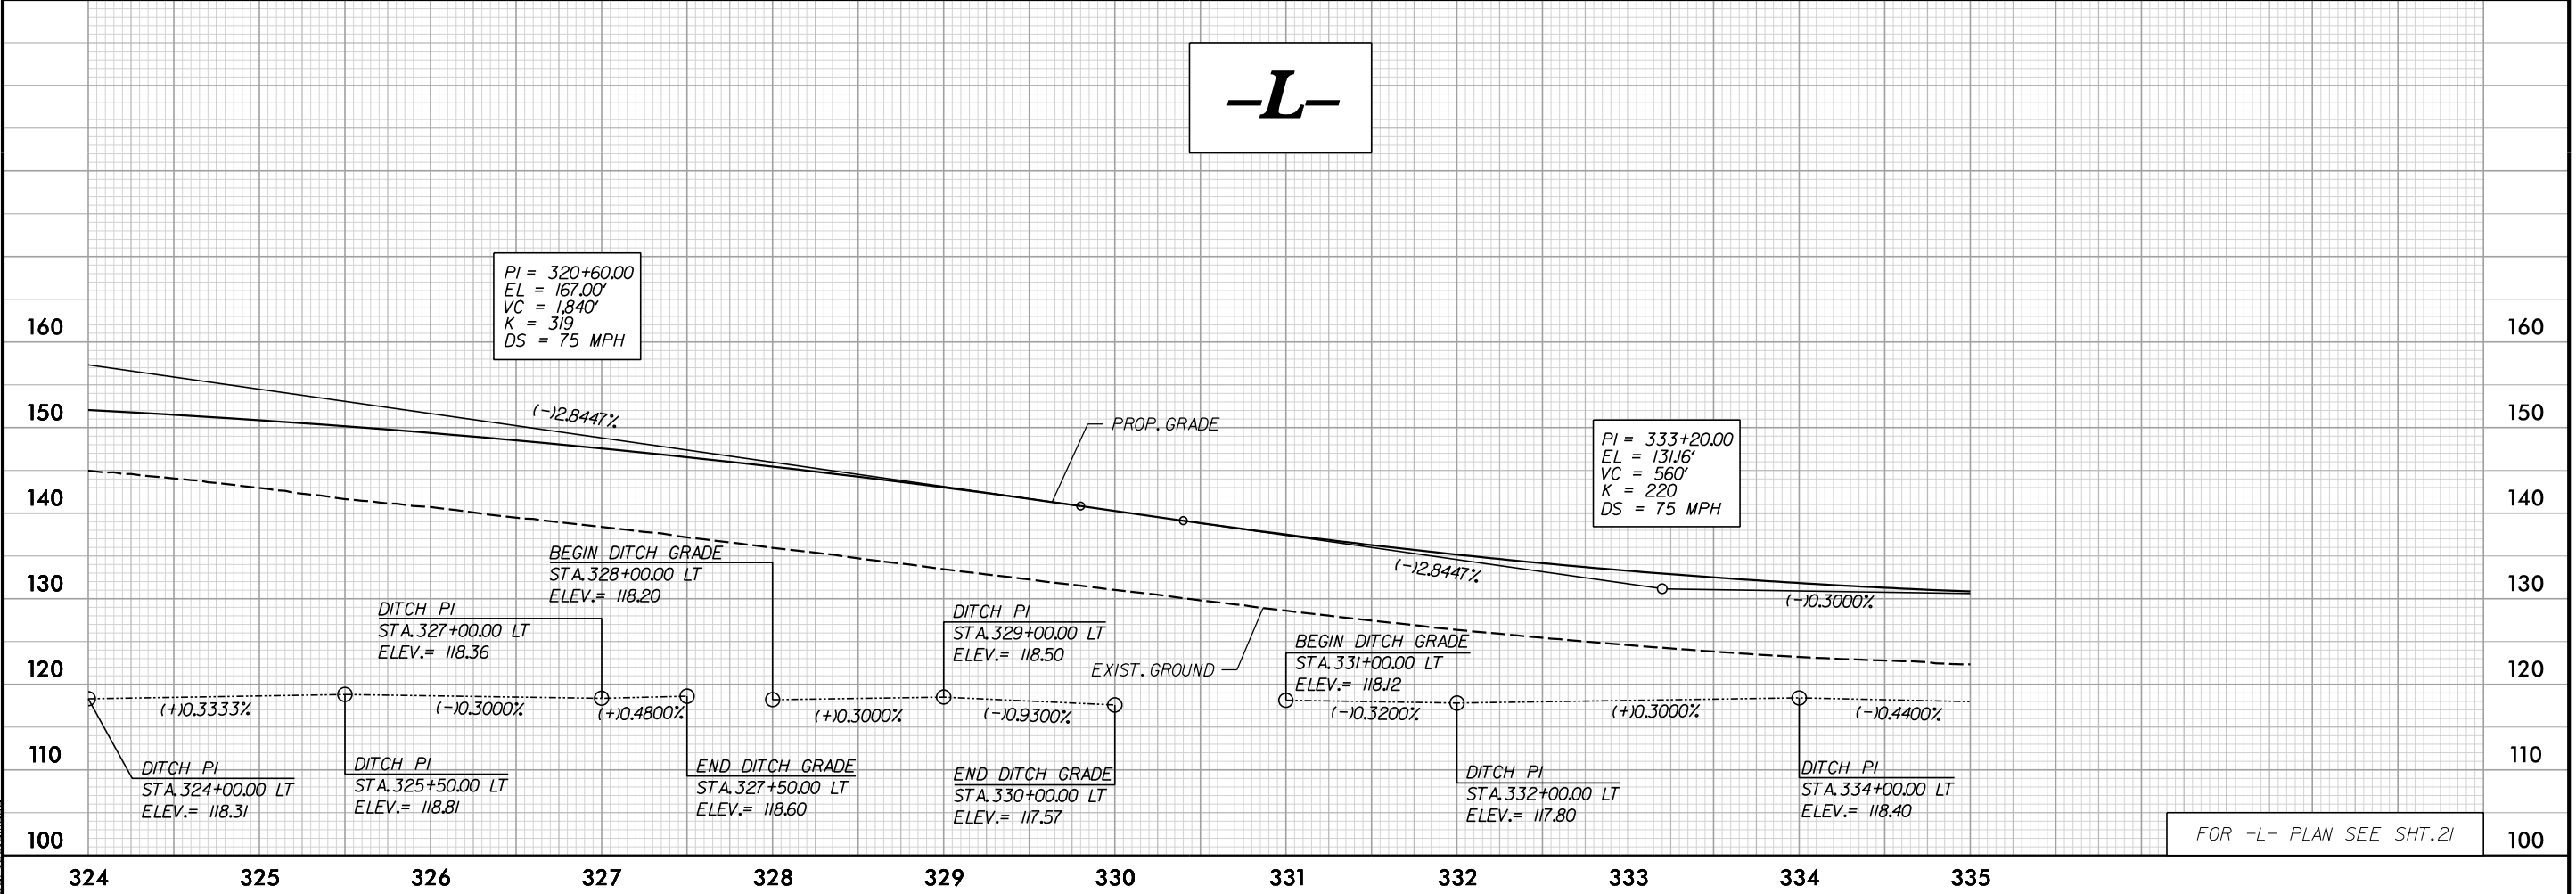 –L–
PI = 320+60.00
EL = 167.00'
VC = 1,840'
K = 319
DS = 75 MPH
160
160
150
(-)2.8447%
PROP. GRADE
150
PI = 333+20.00
EL = 131.16'
VC = 560'
K = 220
DS = 75 MPH
140
140
BEGIN DITCH GRADE
STA. 328+00.00 LT
ELEV.= 118.20
(-)2.8447%
130
130
(-)0.3000%
DITCH PI
STA. 327+00.00 LT
ELEV.= 118.36
DITCH PI
STA. 329+00.00 LT
ELEV.= 118.50
EXIST. GROUND
BEGIN DITCH GRADE
STA. 331+00.00 LT
ELEV.= 118.12
120
120
(+)0.3333%
(-)0.3000%
(+)0.4800%
(+)0.3000%
(-)0.9300%
(-)0.3200%
(+)0.3000%
(-)0.4400%
110
110
DITCH PI
STA. 324+00.00 LT
ELEV.= 118.31
DITCH PI
STA. 325+50.00 LT
ELEV.= 118.81
END DITCH GRADE
STA. 327+50.00 LT
ELEV.= 118.60
END DITCH GRADE
STA. 330+00.00 LT
ELEV.= 117.57
DITCH PI
STA. 332+00.00 LT
ELEV.= 117.80
DITCH PI
STA. 334+00.00 LT
ELEV.= 118.40
FOR -L- PLAN SEE SHT. 21
100
100
324 325 326 327 328 329 330 331 332 333 334 335